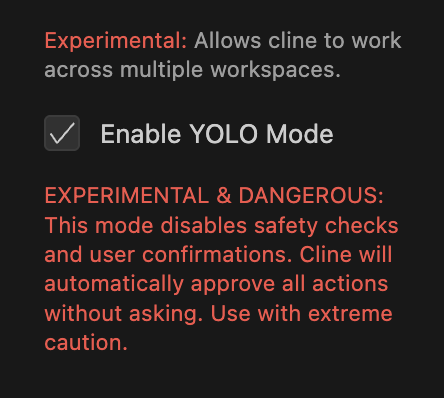 Experimental: Allows cline to work
across multiple workspaces.
Enable YOLO Mode
EXPERIMENTAL & DANGEROUS:
This mode disables safety checks
and user confirmations. Cline will
automatically approve all actions
without asking. Use with extreme
caution.